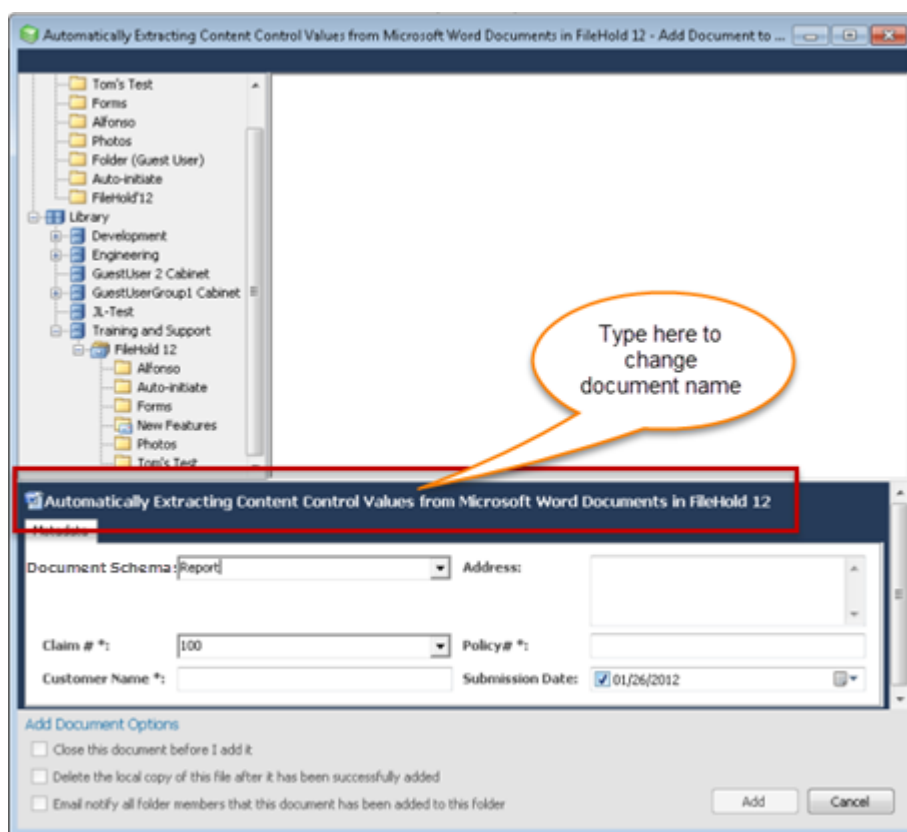 Automatically Extracting Content Control Values from Microsoft Word Documents in FileHold 12 - Add Document to ...
Tom's Test
Forms
Alfonso
Photos
Folder (Guest User)
Auto-initiate
FileHold'12
Library
Development
Engineering
GuestUser 2 Cabinet
GuestUserGroup1 Cabinet
JL-Test
Training and Support
FileHold 12
Alfonso
Auto-initiate
Forms
New Features
Photos
Tom's Test
Type here to
change
document name
Automatically Extracting Content Control Values from Microsoft Word Documents in FileHold 12
Metadata
Document Schema: Report Address:
Claim # *: 100 Policy# *:
Customer Name *: Submission Date: 01/26/2012
Add Document Options
Close this document before I add it
Delete the local copy of this file after it has been successfully added
Email notify all folder members that this document has been added to this folder
Add Cancel